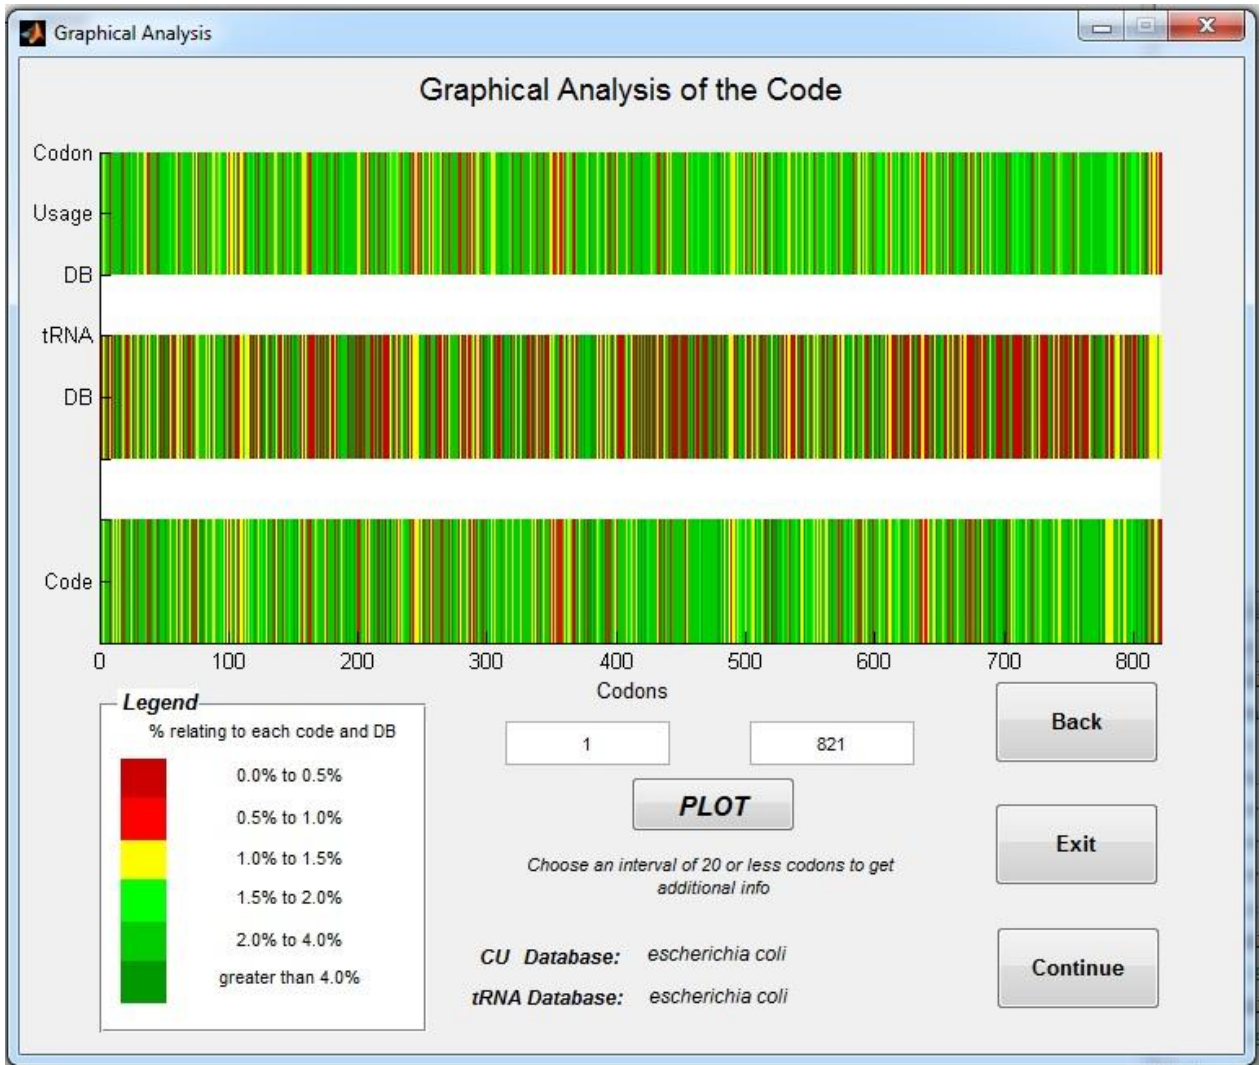 Graphical Analysis
Graphical Analysis of the Code
Codon
Usage
DB
tRNA
DB
Code
0 100 200 300 400 500 600 700 800
Codons
Legend
% relating to each code and DB
0.0% to 0.5%
0.5% to 1.0%
1.0% to 1.5%
1.5% to 2.0%
2.0% to 4.0%
greater than 4.0%
1 821
PLOT
Choose an interval of 20 or less codons to get
additional info
CU Database: escherichia coli
tRNA Database: escherichia coli
Back
Exit
Continue